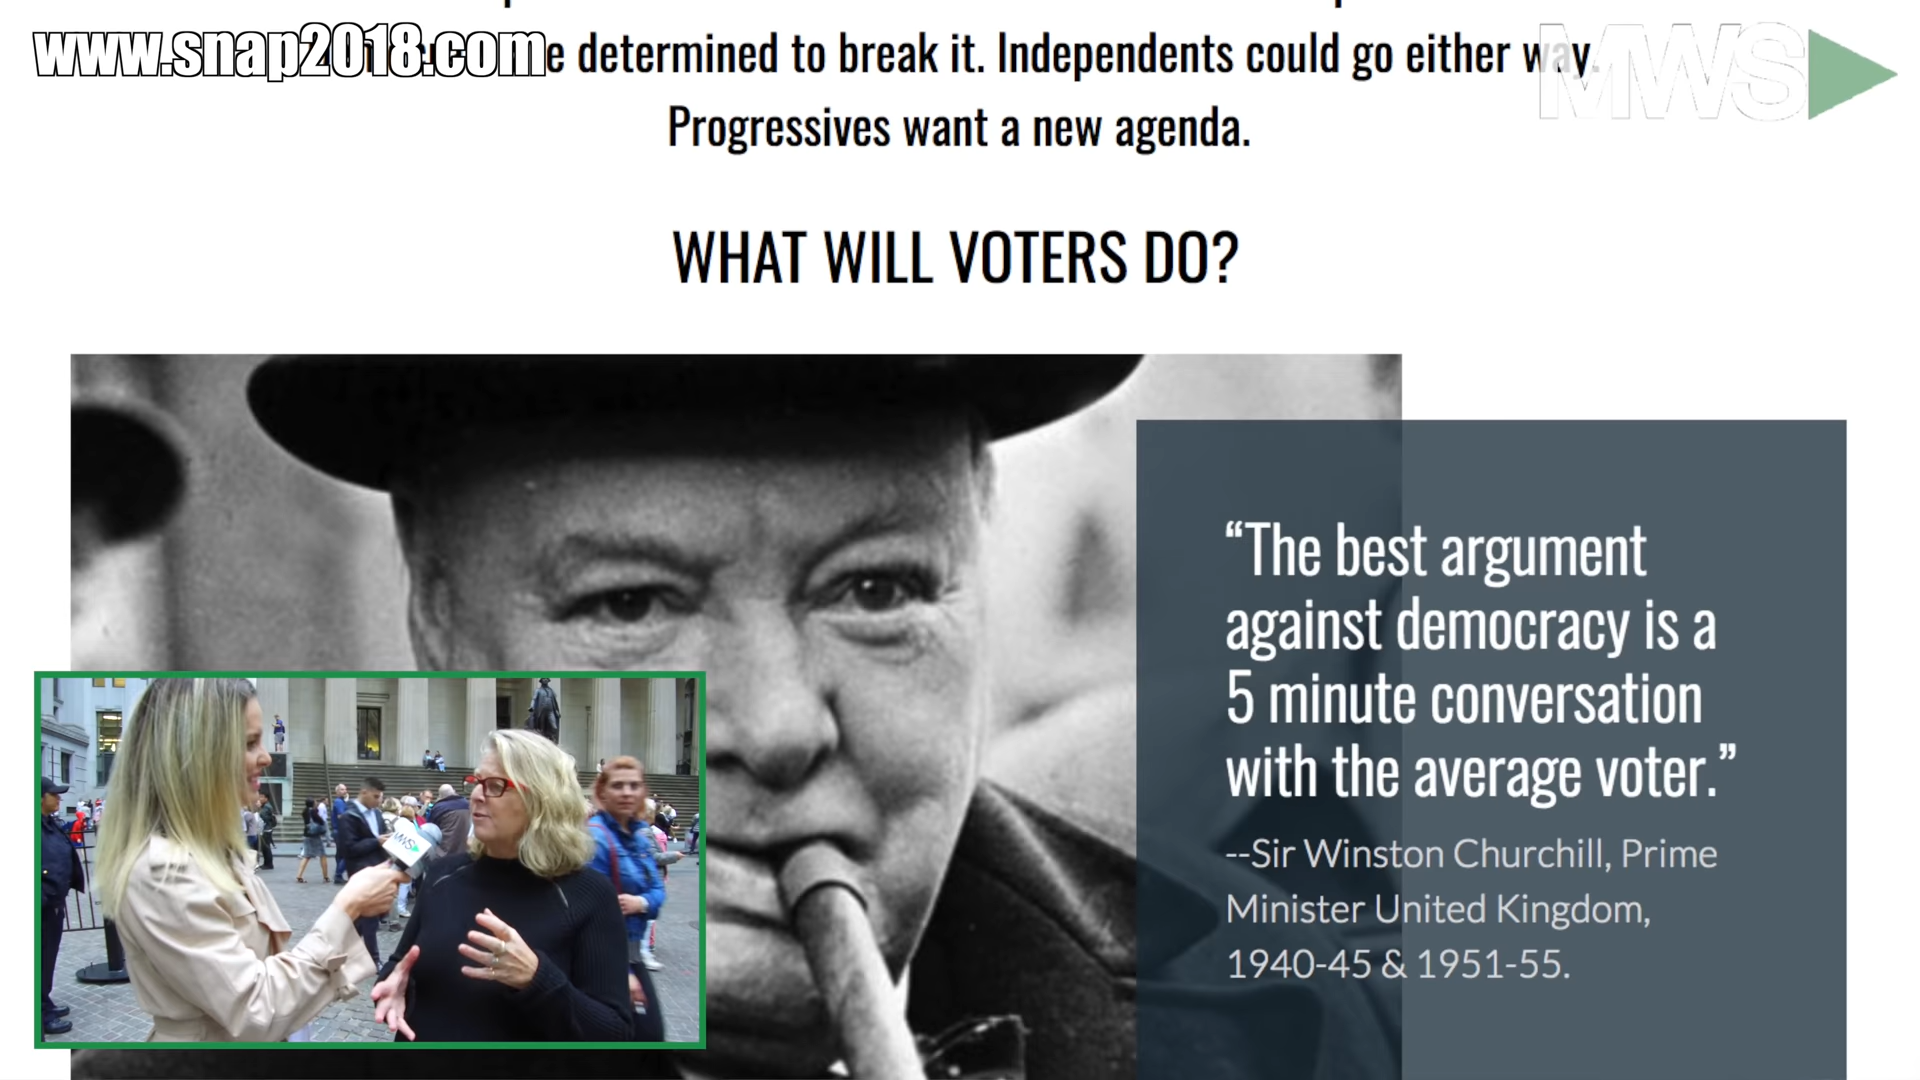 www.snap2018.com
determined to break it. Independents could go either way.
MWS
Progressives want a new agenda.
WHAT WILL VOTERS DO?
“The best argument
against democracy is a
5 minute conversation
with the average voter.”
--Sir Winston Churchill, Prime
Minister United Kingdom,
1940-45 & 1951-55.
MWS